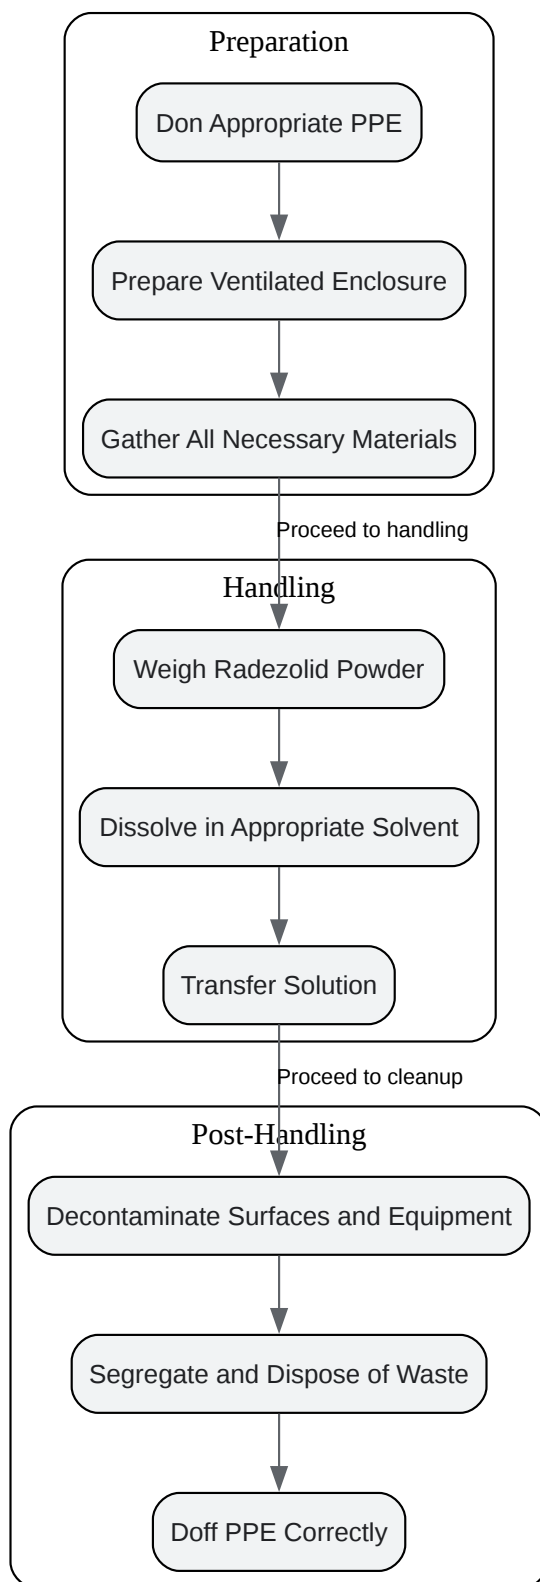 Preparation
Don Appropriate PPE
Prepare Ventilated Enclosure
Gather All Necessary Materials
Proceed to handling
Handling
Weigh Radezolid Powder
Dissolve in Appropriate Solvent
Transfer Solution
Proceed to cleanup
Post-Handling
Decontaminate Surfaces and Equipment
Segregate and Dispose of Waste
Doff PPE Correctly